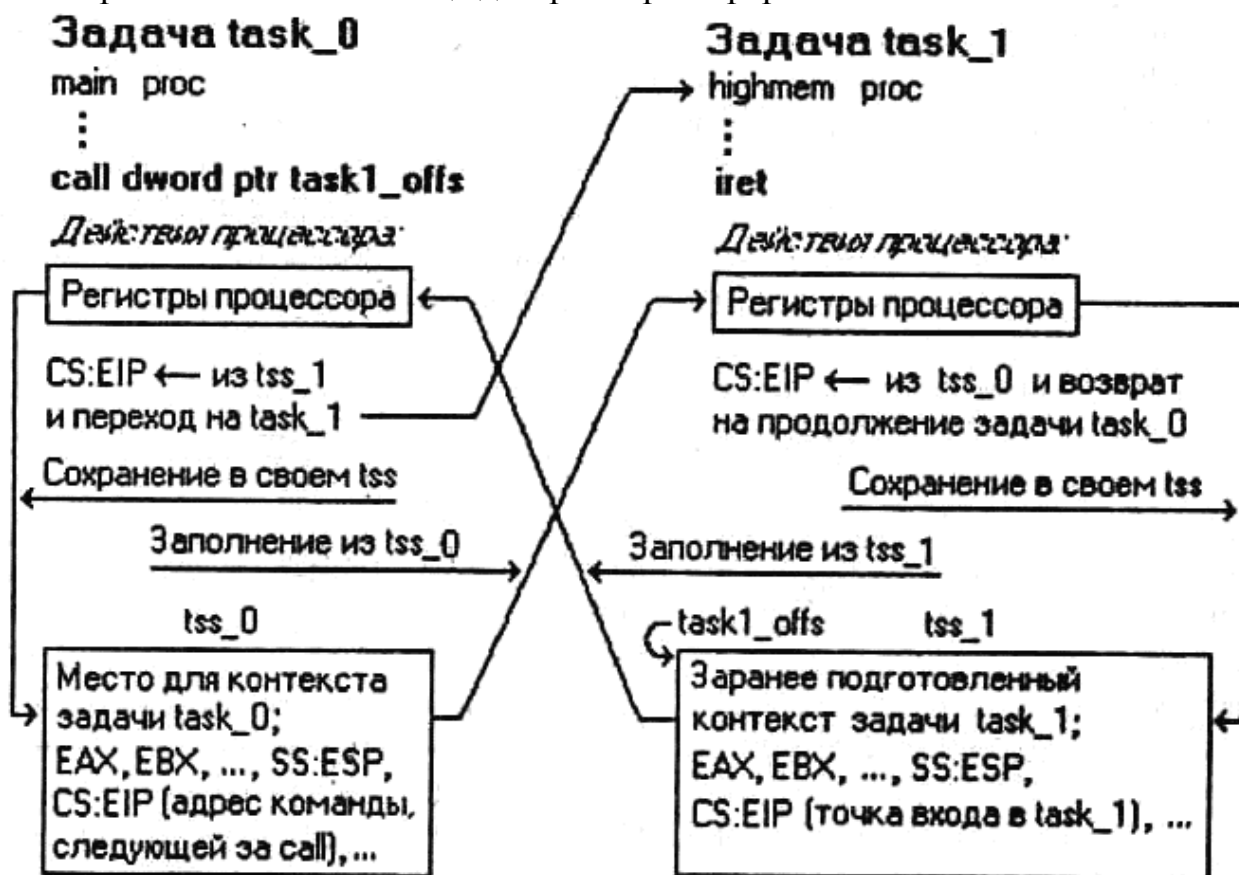 Задача task_0
main proc
⋮
call dword ptr task1_offs
Действия процессора:
Регистры процессора
CS:EIP ← из tss_1
и переход на task_1
Сохранение в своем tss
Заполнение из tss_0
tss_0
Место для контекста
задачи task_0;
EAX, EBX, ..., SS:ESP,
CS:EIP (адрес команды,
следующей за call), ...
Задача task_1
highmem proc
⋮
iret
Действия процессора:
Регистры процессора
CS:EIP ← из tss_0 и возврат
на продолжение задачи task_0
Сохранение в своем tss
Заполнение из tss_1
task1_offs tss_1
Заранее подготовленный
контекст задачи task_1;
EAX, EBX, ..., SS:ESP,
CS:EIP (точка входа в task_1), ...